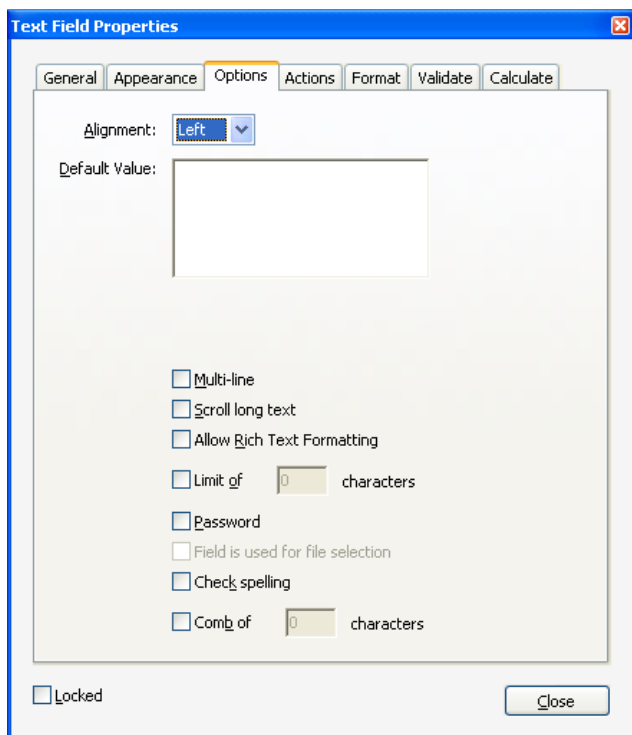 Text Field Properties
General Appearance Options Actions Format Validate Calculate
Alignment: Left
Default Value:
Multi-line
Scroll long text
Allow Rich Text Formatting
Limit of 0 characters
Password
Field is used for file selection
Check spelling
Comb of 0 characters
Locked Close